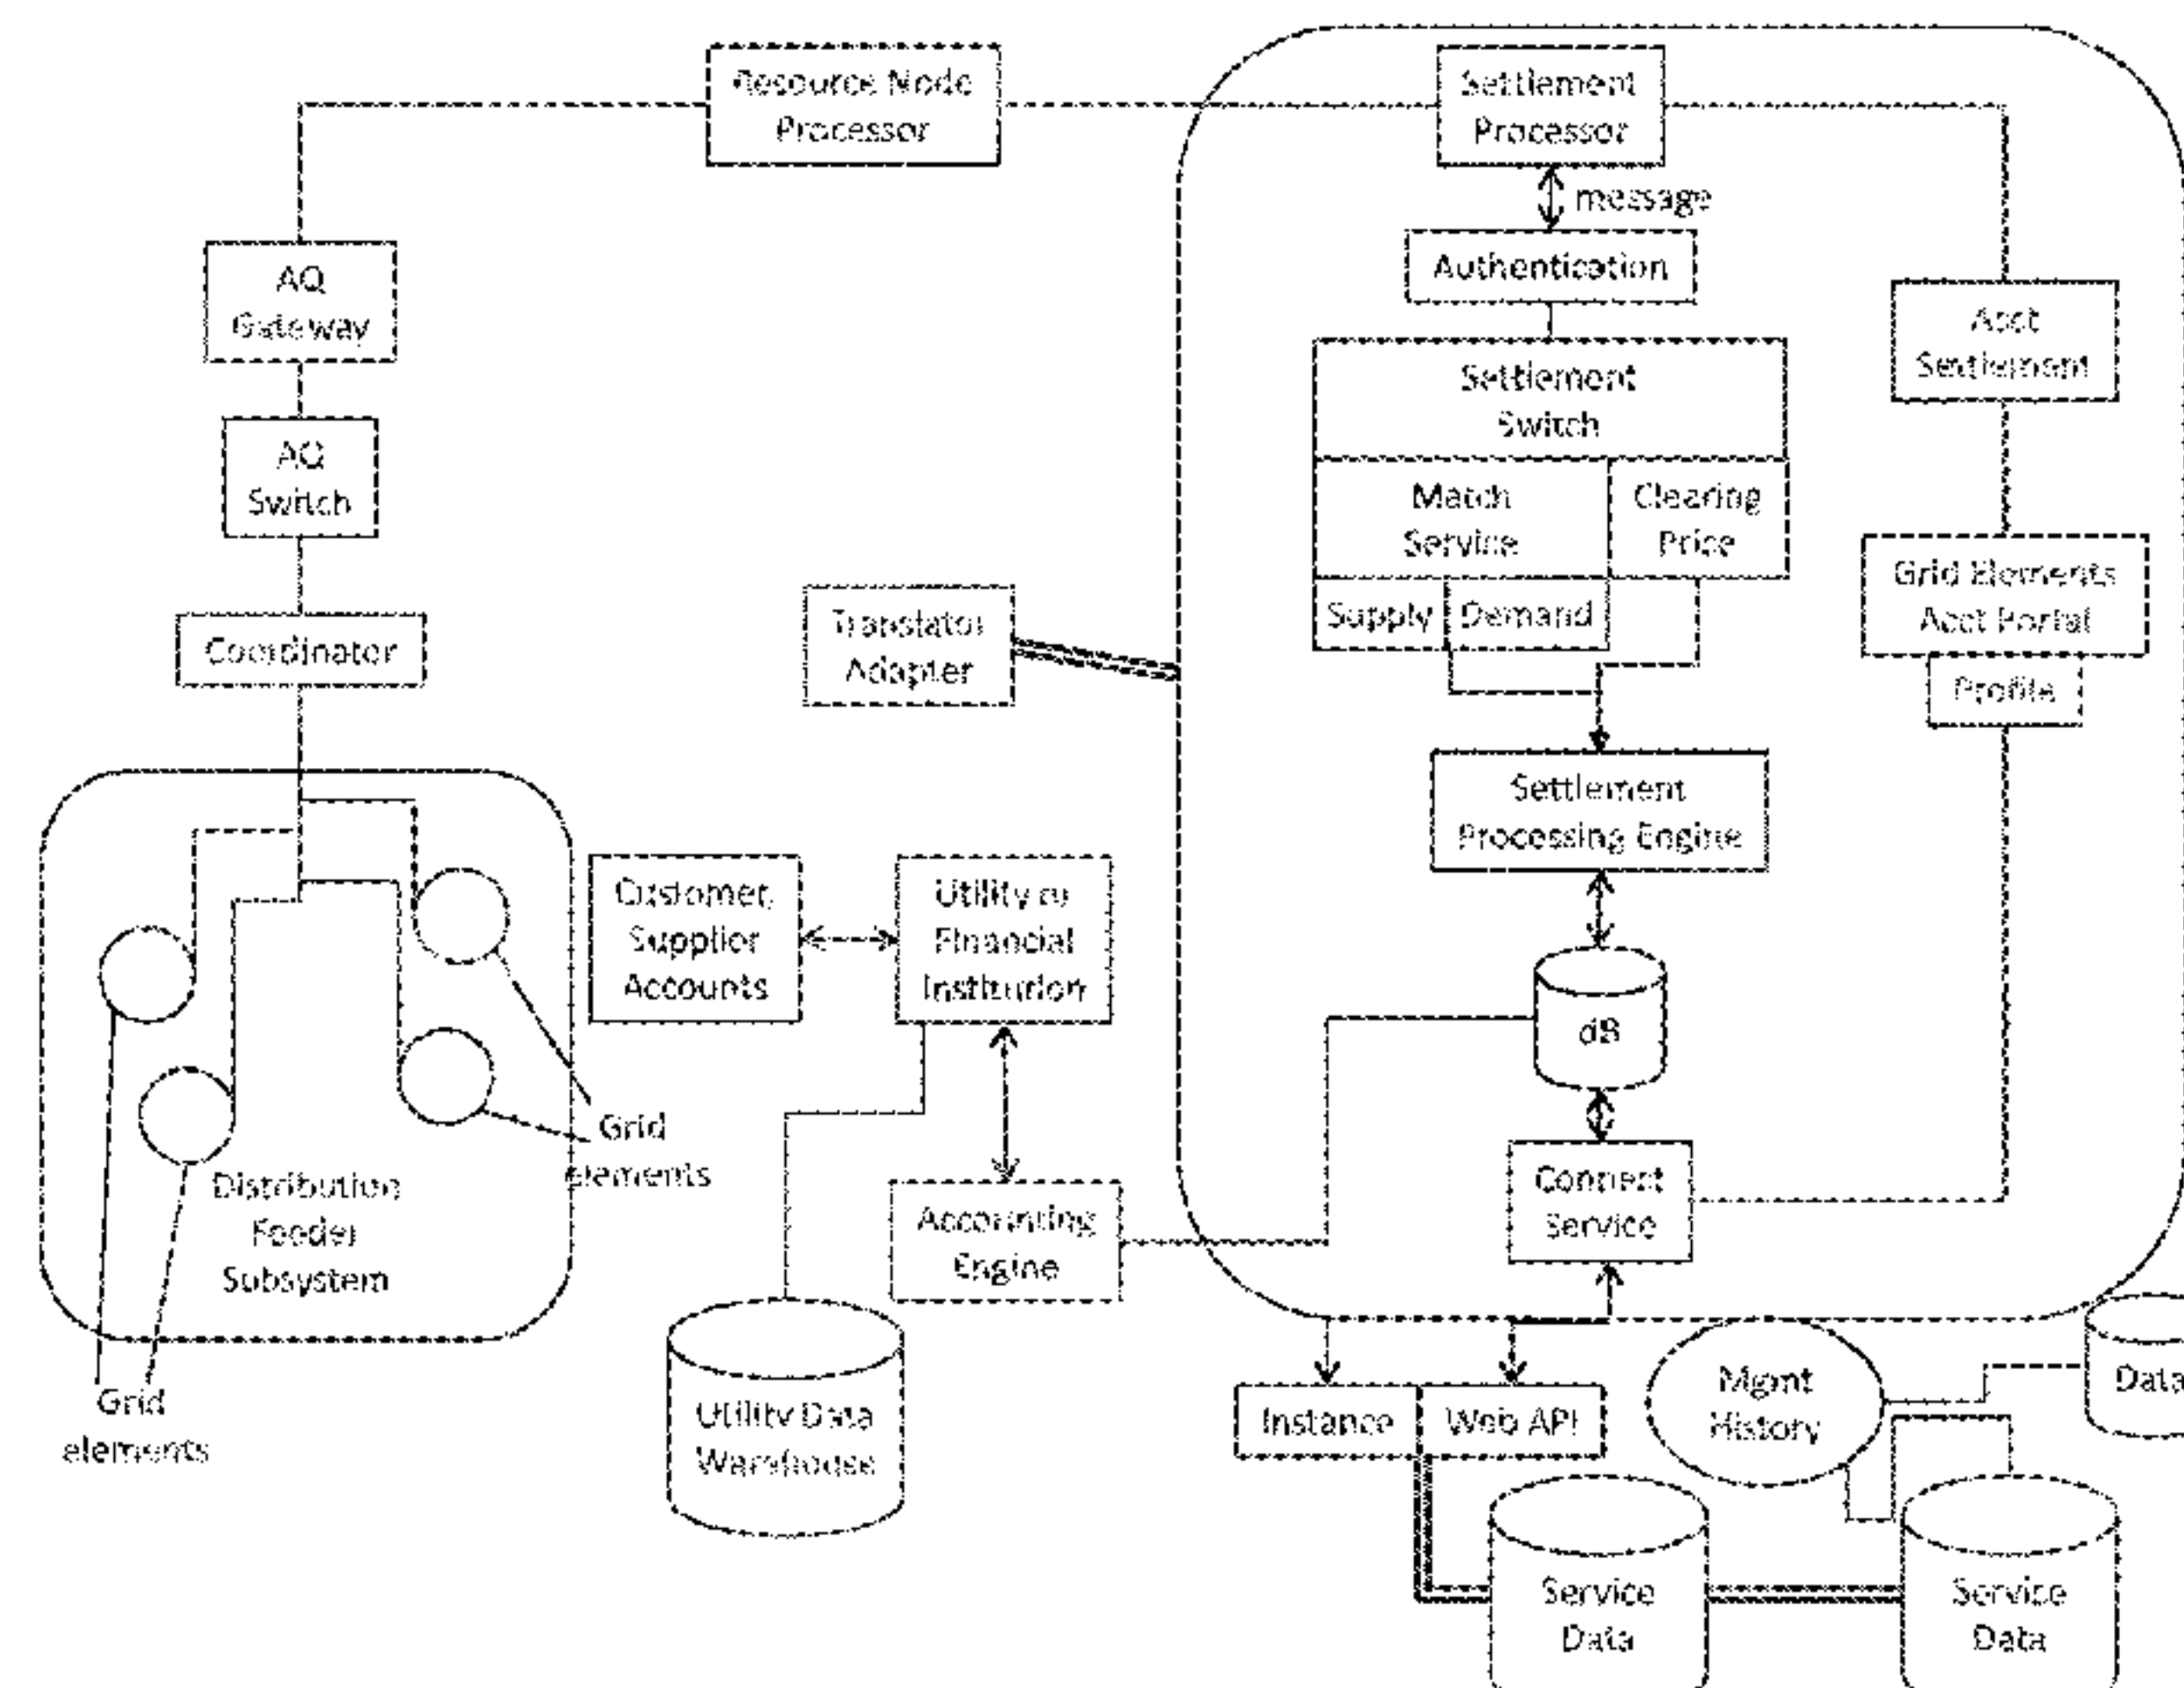 Resource Node
Processor
Settlement
Processor
message
AQ
Gateway
Authentication
Acct
Settlement
Settlement
Switch
AQ
Switch
Match
Service
Clearing
Price
Supply
Demand
Grid Elements
Acct Portal
Profile
Translator
Adapter
Coordinator
Settlement
Processing Engine
Customer,
Supplier
Accounts
Utility or
Financial
Institution
dB
Grid
elements
Distribution
Feeder
Subsystem
Accounting
Engine
Connect
Service
Grid
elements
Utility Data
Warehouse
Instance
Web API
Mgmt
History
Data
Service
Data
Service
Data